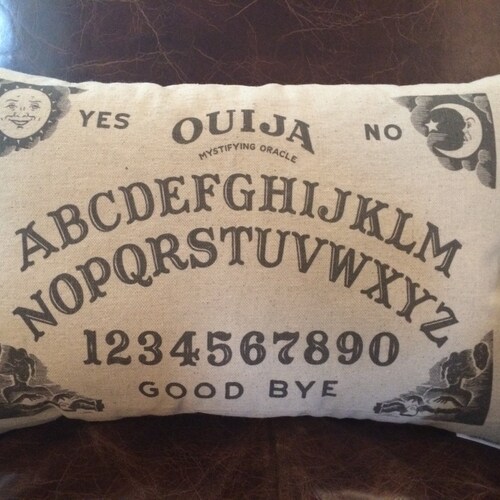 YES OUIJA NO
MYSTIFYING ORACLE
ABCDEFGHIJKLM
NOPQRSTUVWXYZ
1234567890
GOOD BYE